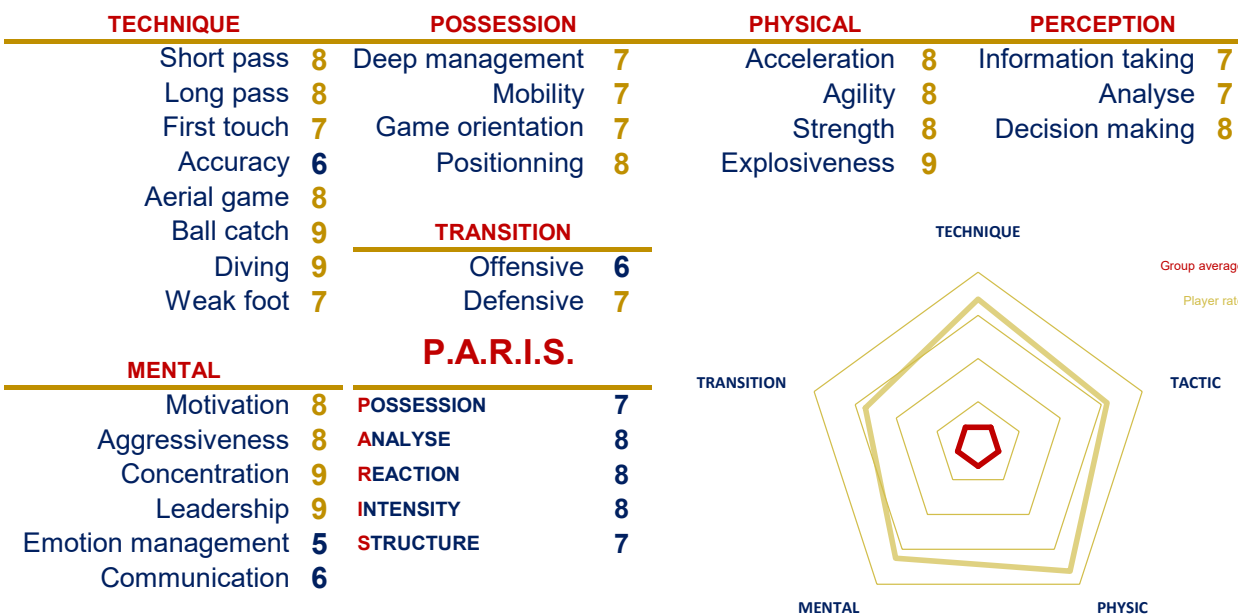 TECHNIQUE
Short pass 8
Long pass 8
First touch 7
Accuracy 6
Aerial game 8
Ball catch 9
Diving 9
Weak foot 7
POSSESSION
Deep management 7
Mobility 7
Game orientation 7
Positionning 8
TRANSITION
Offensive 6
Defensive 7
PHYSICAL
Acceleration 8
Agility 8
Strength 8
Explosiveness 9
PERCEPTION
Information taking 7
Analyse 7
Decision making 8
MENTAL
Motivation 8
Aggressiveness 8
Concentration 9
Leadership 9
Emotion management 5
Communication 6
P.A.R.I.S.
POSSESSION 7
ANALYSE 8
REACTION 8
INTENSITY 8
STRUCTURE 7
TECHNIQUE
Group average
Player rat
TRANSITION
TACTIC
MENTAL
PHYSIC